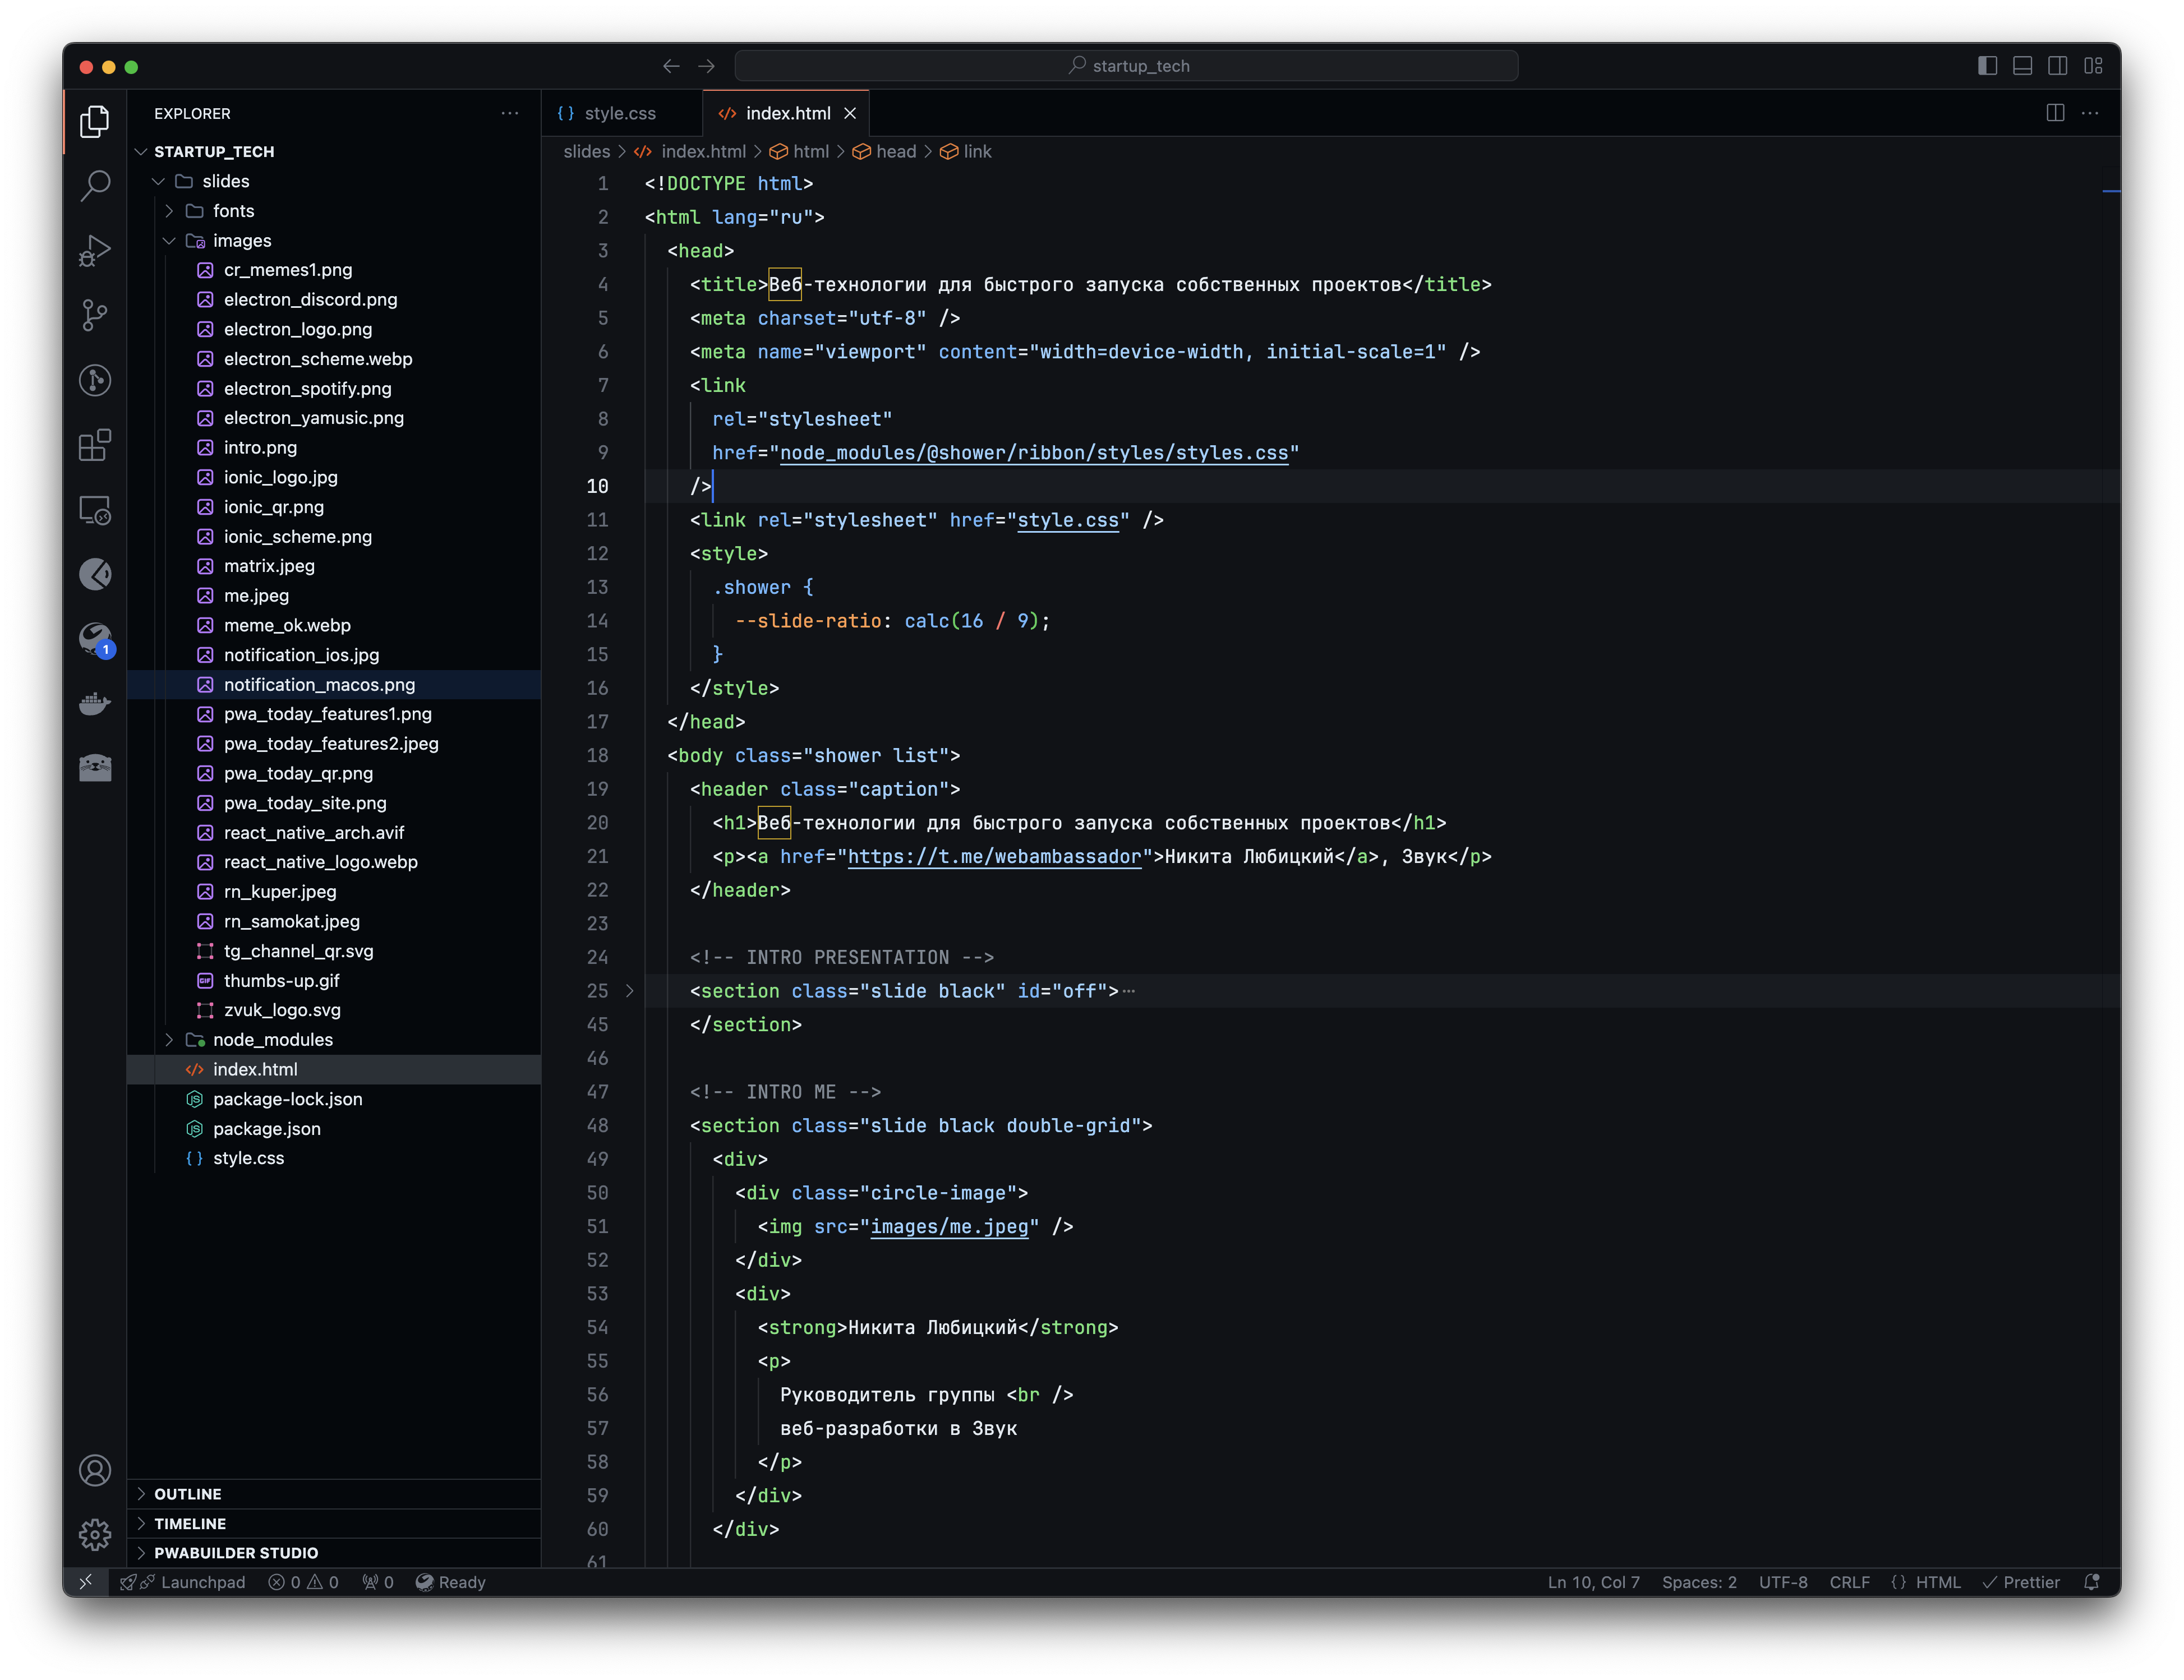 startup_tech
EXPLORER
STARTUP_TECH
slides
fonts
images
cr_memes1.png
electron_discord.png
electron_logo.png
electron_scheme.webp
electron_spotify.png
electron_yamusic.png
intro.png
ionic_logo.jpg
ionic_qr.png
ionic_scheme.png
matrix.jpeg
me.jpeg
meme_ok.webp
notification_ios.jpg
notification_macos.png
pwa_today_features1.png
pwa_today_features2.jpeg
pwa_today_qr.png
pwa_today_site.png
react_native_arch.avif
react_native_logo.webp
rn_kuper.jpeg
rn_samokat.jpeg
tg_channel_qr.svg
thumbs-up.gif
zvuk_logo.svg
node_modules
index.html
package-lock.json
package.json
style.css
OUTLINE
TIMELINE
PWABUILDER STUDIO
1
style.css
index.html
slides > index.html > html > head > link
1 <!DOCTYPE html>
2 <html lang="ru">
3 <head>
4 <title>Веб-технологии для быстрого запуска собственных проектов</title>
5 <meta charset="utf-8" />
6 <meta name="viewport" content="width=device-width, initial-scale=1" />
7 <link
8 rel="stylesheet"
9 href="node_modules/@shower/ribbon/styles/styles.css"
10 />
11 <link rel="stylesheet" href="style.css" />
12 <style>
13 .shower {
14 --slide-ratio: calc(16 / 9);
15 }
16 </style>
17 </head>
18 <body class="shower list">
19 <header class="caption">
20 <h1>Веб-технологии для быстрого запуска собственных проектов</h1>
21 <p><a href="https://t.me/webambassador">Никита Любицкий</a>, Звук</p>
22 </header>
23
24 <!-- INTRO PRESENTATION -->
25 <section class="slide black" id="off">…
45 </section>
46
47 <!-- INTRO ME -->
48 <section class="slide black double-grid">
49 <div>
50 <div class="circle-image">
51 <img src="images/me.jpeg" />
52 </div>
53 <div>
54 <strong>Никита Любицкий</strong>
55 <p>
56 Руководитель группы <br />
57 веб-разработки в Звук
58 </p>
59 </div>
60 </div>
61
Launchpad 0 0 0 Ready Ln 10, Col 7 Spaces: 2 UTF-8 CRLF {} HTML Prettier